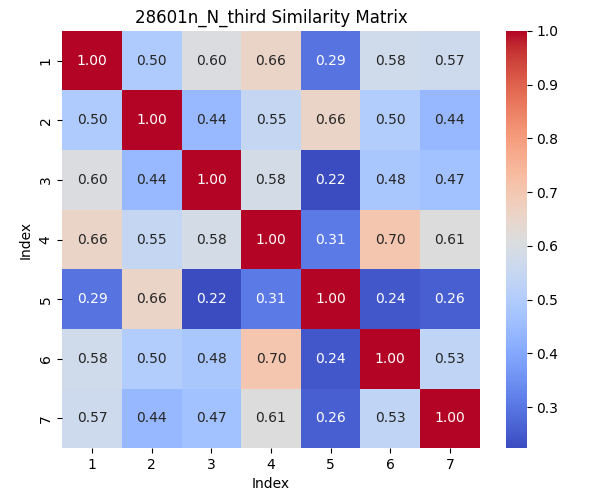 28601n_N_third Similarity Matrix
1 1.00 0.50 0.60 0.66 0.29 0.58 0.57
2 0.50 1.00 0.44 0.55 0.66 0.50 0.44
3 0.60 0.44 1.00 0.58 0.22 0.48 0.47
4 0.66 0.55 0.58 1.00 0.31 0.70 0.61
5 0.29 0.66 0.22 0.31 1.00 0.24 0.26
6 0.58 0.50 0.48 0.70 0.24 1.00 0.53
7 0.57 0.44 0.47 0.61 0.26 0.53 1.00
1 2 3 4 5 6 7
Index
Index
1.0
0.9
0.8
0.7
0.6
0.5
0.4
0.3